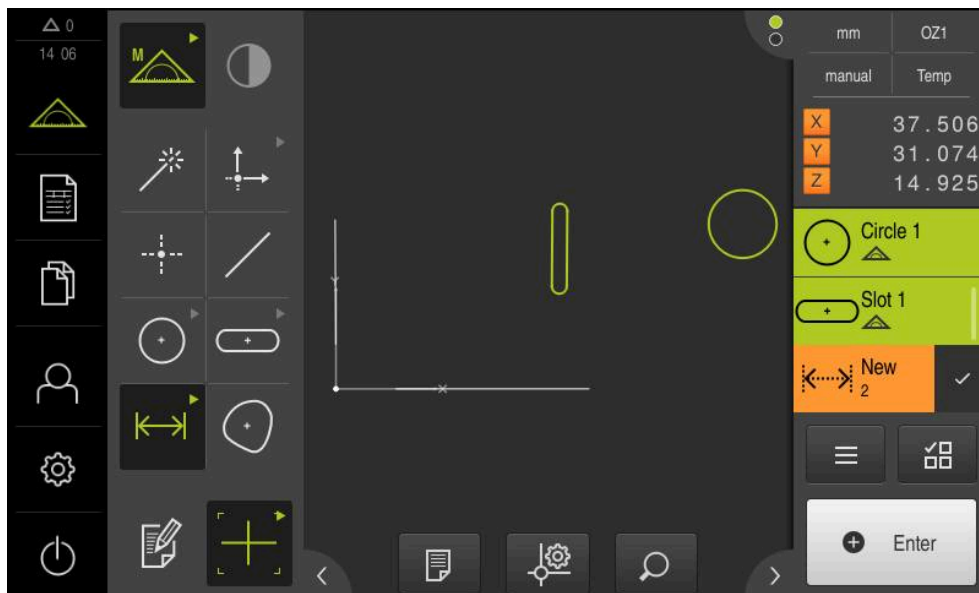 0
14 06
M
Y
X
mm
OZ1
manual
Temp
X
37.506
Y
31.074
Z
14.925
Circle 1
Slot 1
New
2
Enter